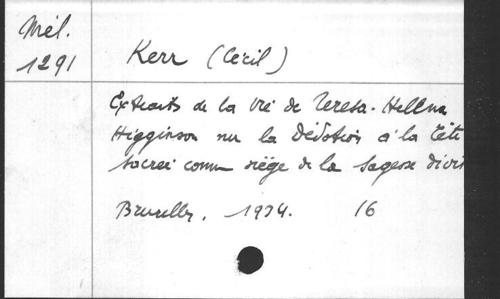 Mél.
1291
Kerr (Cécil)
Extraits de la vie de Teresa-Helena
Higginson sur la Dévotion à la Tête
sacrée comme siège de la Sagesse divi
Bruxelles, 1934. 16